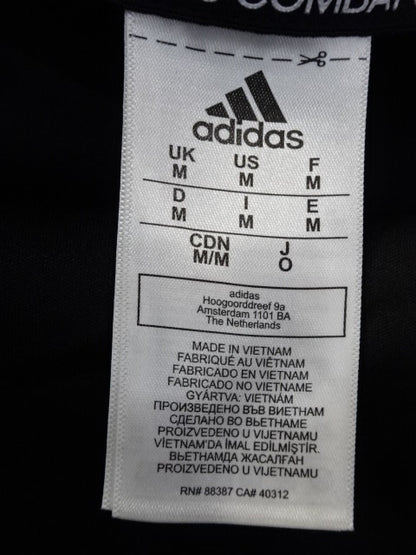 COMBAT
adidas
UK US F
M M M
D I E
M M M
CDN J
M/M O
adidas
Hoogoorddreef 9a
Amsterdam 1101 BA
The Netherlands
MADE IN VIETNAM
FABRIQUÉ AU VIÊTNAM
FABRICADO EN VIETNAM
FABRICADO NO VIETNAME
GYÁRTVA: VIETNÁM
ПРОИЗВЕДЕНО ВЪВ ВИЕТНАМ
СДЕЛАНО ВО ВЬЕТНАМЕ
PROIZVEDENO U VIJETNAMU
VİETNAM'DA İMAL EDİLMİŞTİR.
ВЬЕТНАМДА ЖАСАЛҒАН
PROIZVEDENO U VIJETNAMU
RN# 88387 CA# 40312